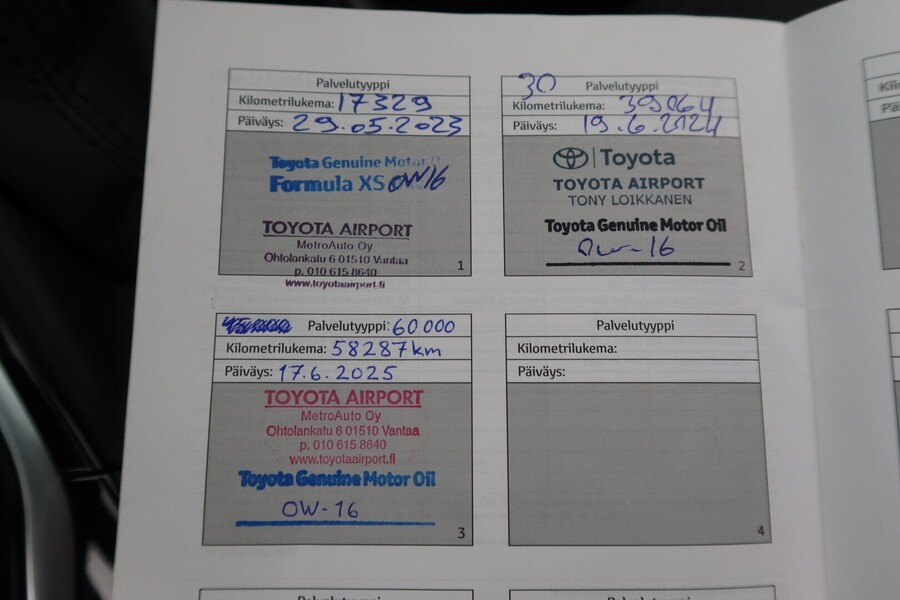 Palvelutyyppi
Kilometrilukema: 17329
Päiväys: 29.05.2023
Toyota Genuine Motor
Formula XS 0W16
TOYOTA AIRPORT
MetroAuto Oy
Ohtolankatu 6 01510 Vantaa
p. 010 615 8640
www.toyotaairport.fi
1
30 Palvelutyyppi
Kilometrilukema: 39064
Päiväys: 19.6.2024
Toyota
TOYOTA AIRPORT
TONY LOIKKANEN
Toyota Genuine Motor Oil
0w-16
2
Palvelutyyppi: 60 000
Kilometrilukema: 58287km
Päiväys: 17.6.2025
TOYOTA AIRPORT
MetroAuto Oy
Ohtolankatu 6 01510 Vantaa
p. 010 615 8640
www.toyotaairport.fi
Toyota Genuine Motor Oil
0W-16
3
Palvelutyyppi
Kilometrilukema:
Päiväys:
4